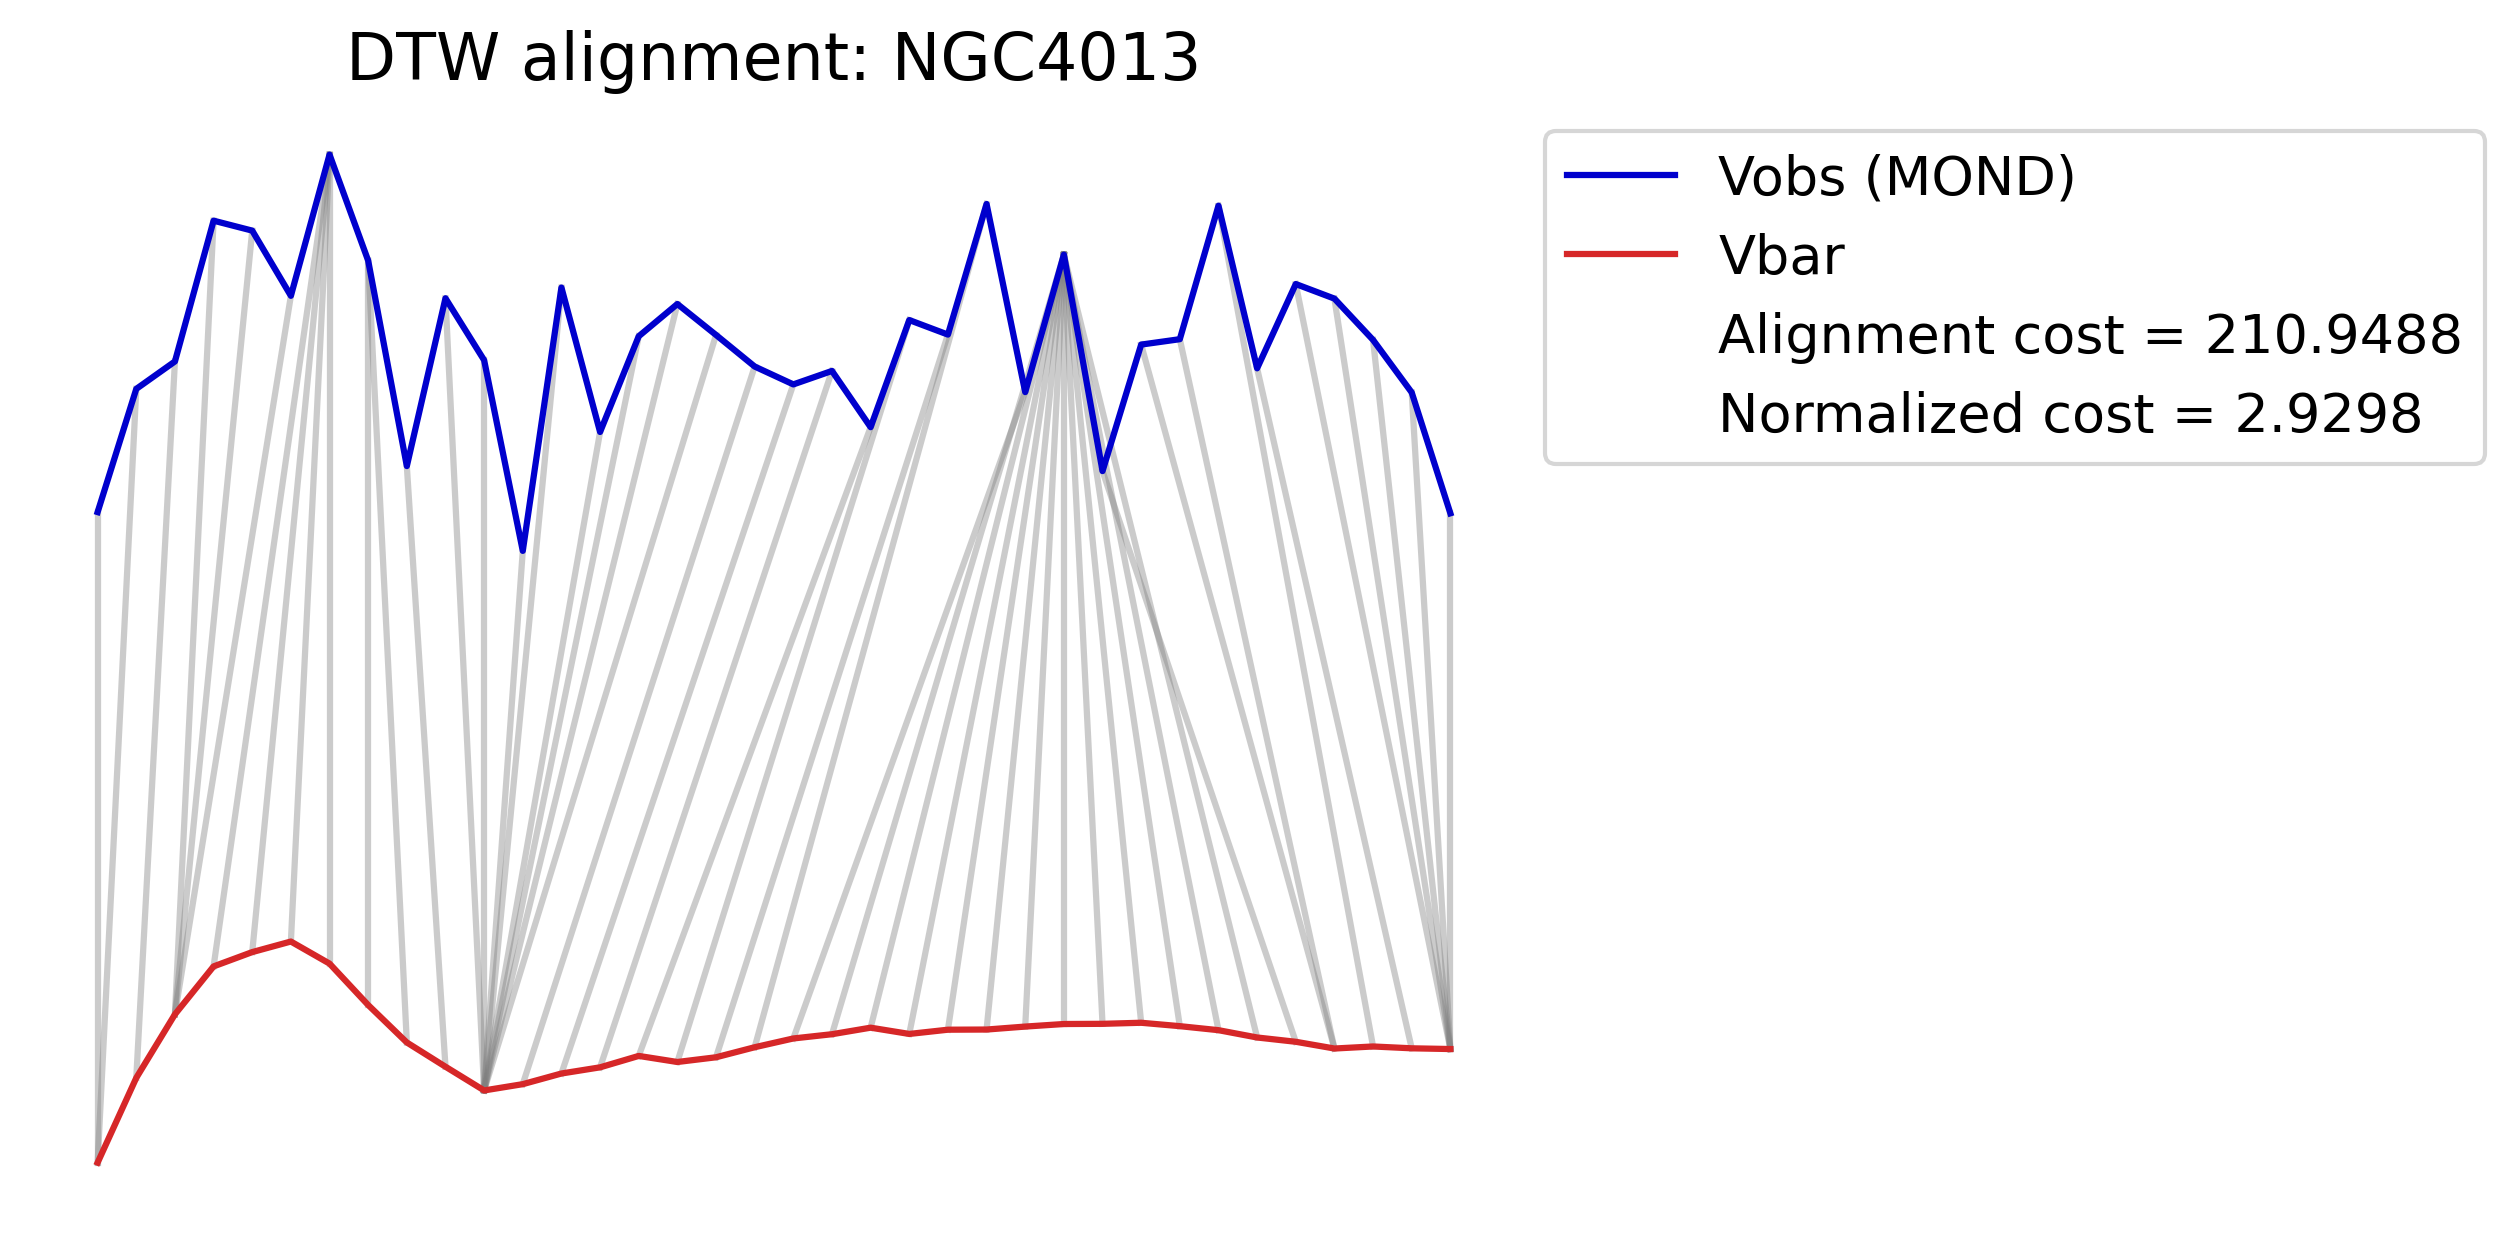 DTW alignment: NGC4013
Vobs (MOND)
Vbar
Alignment cost = 210.9488
Normalized cost = 2.9298